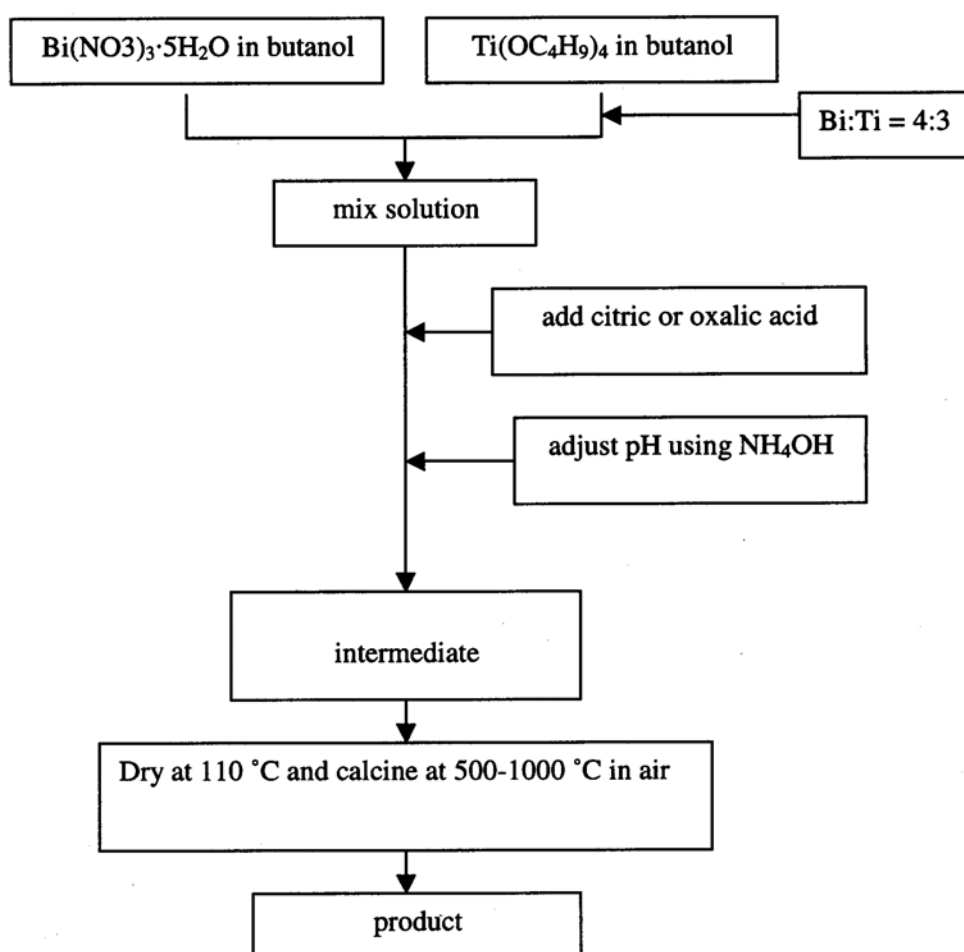 Bi(NO3)₃·5H₂O in butanol
Ti(OC₄H₉)₄ in butanol
Bi:Ti = 4:3
mix solution
add citric or oxalic acid
adjust pH using NH₄OH
intermediate
Dry at 110 ˚C and calcine at 500-1000 ˚C in air
product